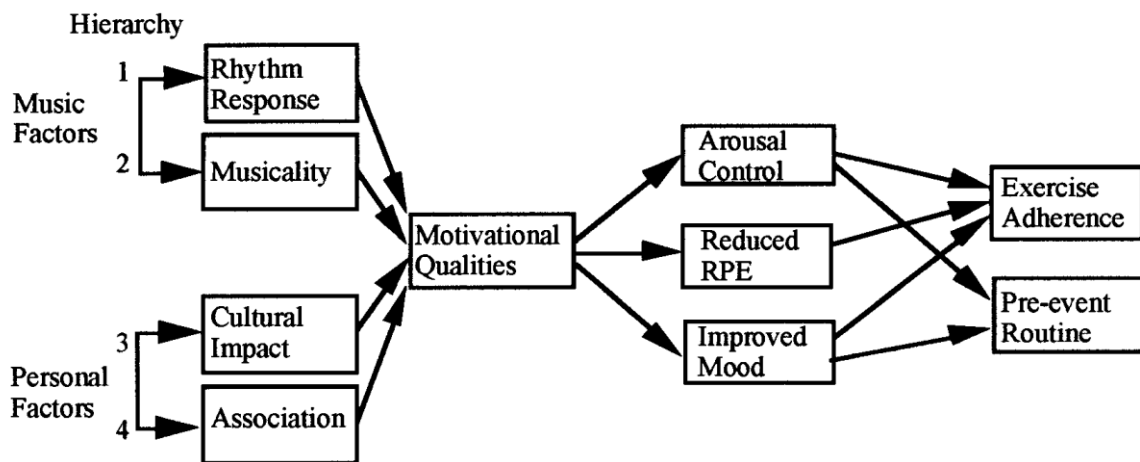 Hierarchy
1
Rhythm
Response
Music
Factors
2
Musicality
Arousal
Control
Exercise
Adherence
Motivational
Qualities
Reduced
RPE
3
Cultural
Impact
Pre-event
Routine
Improved
Mood
Personal
Factors
4
Association